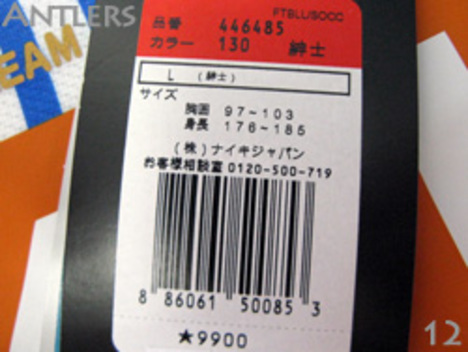 ANTLERS
EAM
FTBLU/SOCC
品番 446485
カラー 130 紳士
L (紳士)
サイズ
胸囲 97~103
身長 176~185
(株)ナイキジャパン
お客様相談室 0120-500-719
8 86061 50085 3
★9900
12